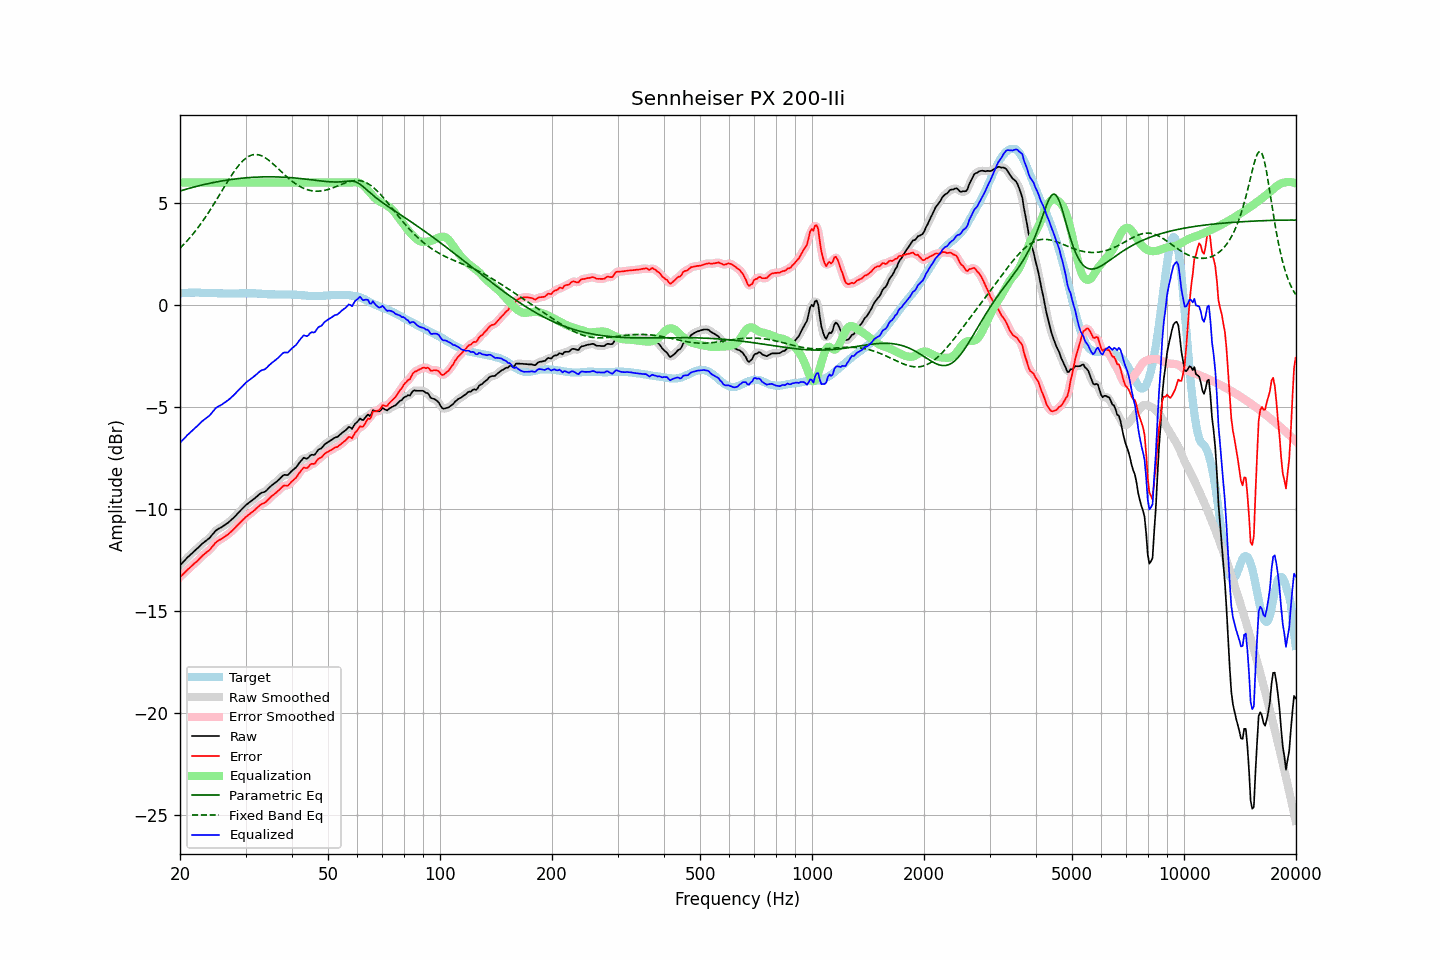 Sennheiser PX 200-IIi
5
0
−5
−10
−15
−20
−25
Amplitude (dBr)
Target
Raw Smoothed
Error Smoothed
Raw
Error
Equalization
Parametric Eq
Fixed Band Eq
Equalized
20 50 100 200 500 1000 2000 5000 10000 20000
Frequency (Hz)